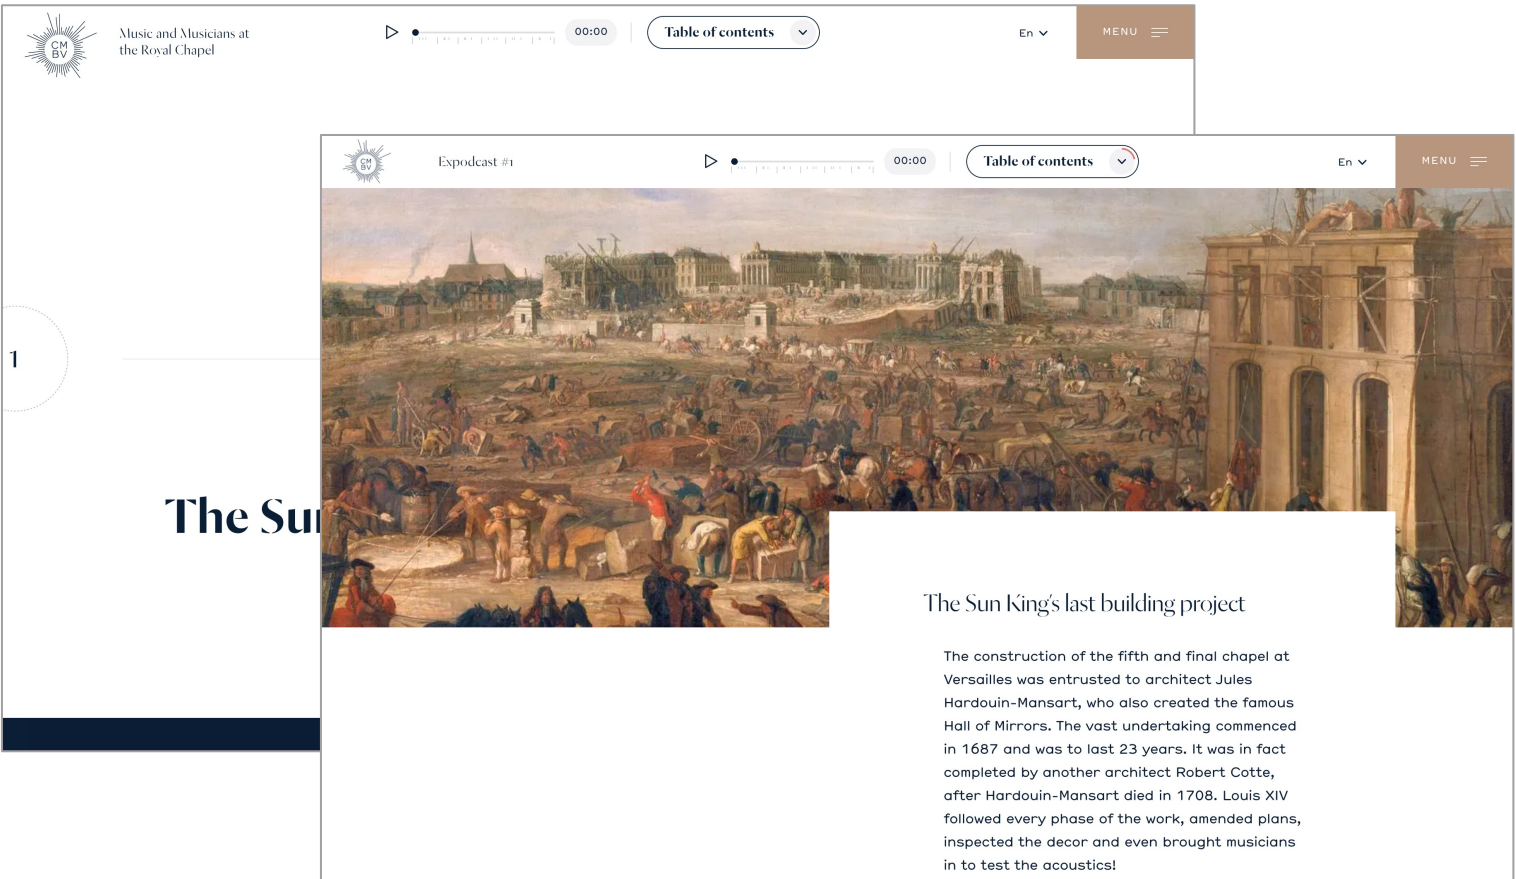 CM
BV
Music and Musicians at
the Royal Chapel
00:00
Table of contents
En
MENU
1
The Su
CM
BV
Expodcast #1
00:00
Table of contents
En
MENU
The Sun King's last building project
The construction of the fifth and final chapel at
Versailles was entrusted to architect Jules
Hardouin-Mansart, who also created the famous
Hall of Mirrors. The vast undertaking commenced
in 1687 and was to last 23 years. It was in fact
completed by another architect Robert Cotte,
after Hardouin-Mansart died in 1708. Louis XIV
followed every phase of the work, amended plans,
inspected the decor and even brought musicians
in to test the acoustics!